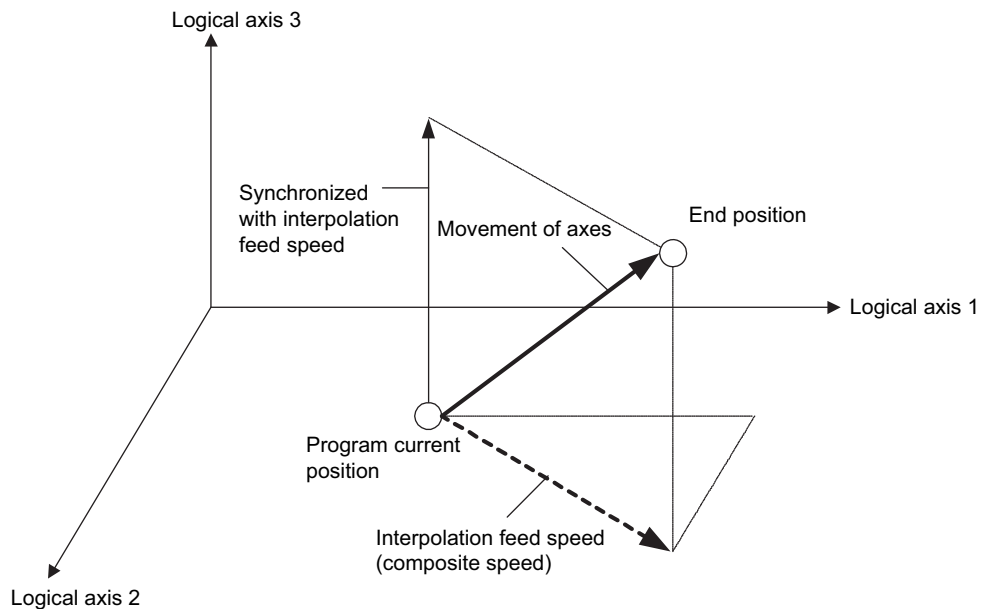 Logical axis 3
Synchronized
with interpolation
feed speed
Movement of axes
End position
Logical axis 1
Program current
position
Interpolation feed speed
(composite speed)
Logical axis 2